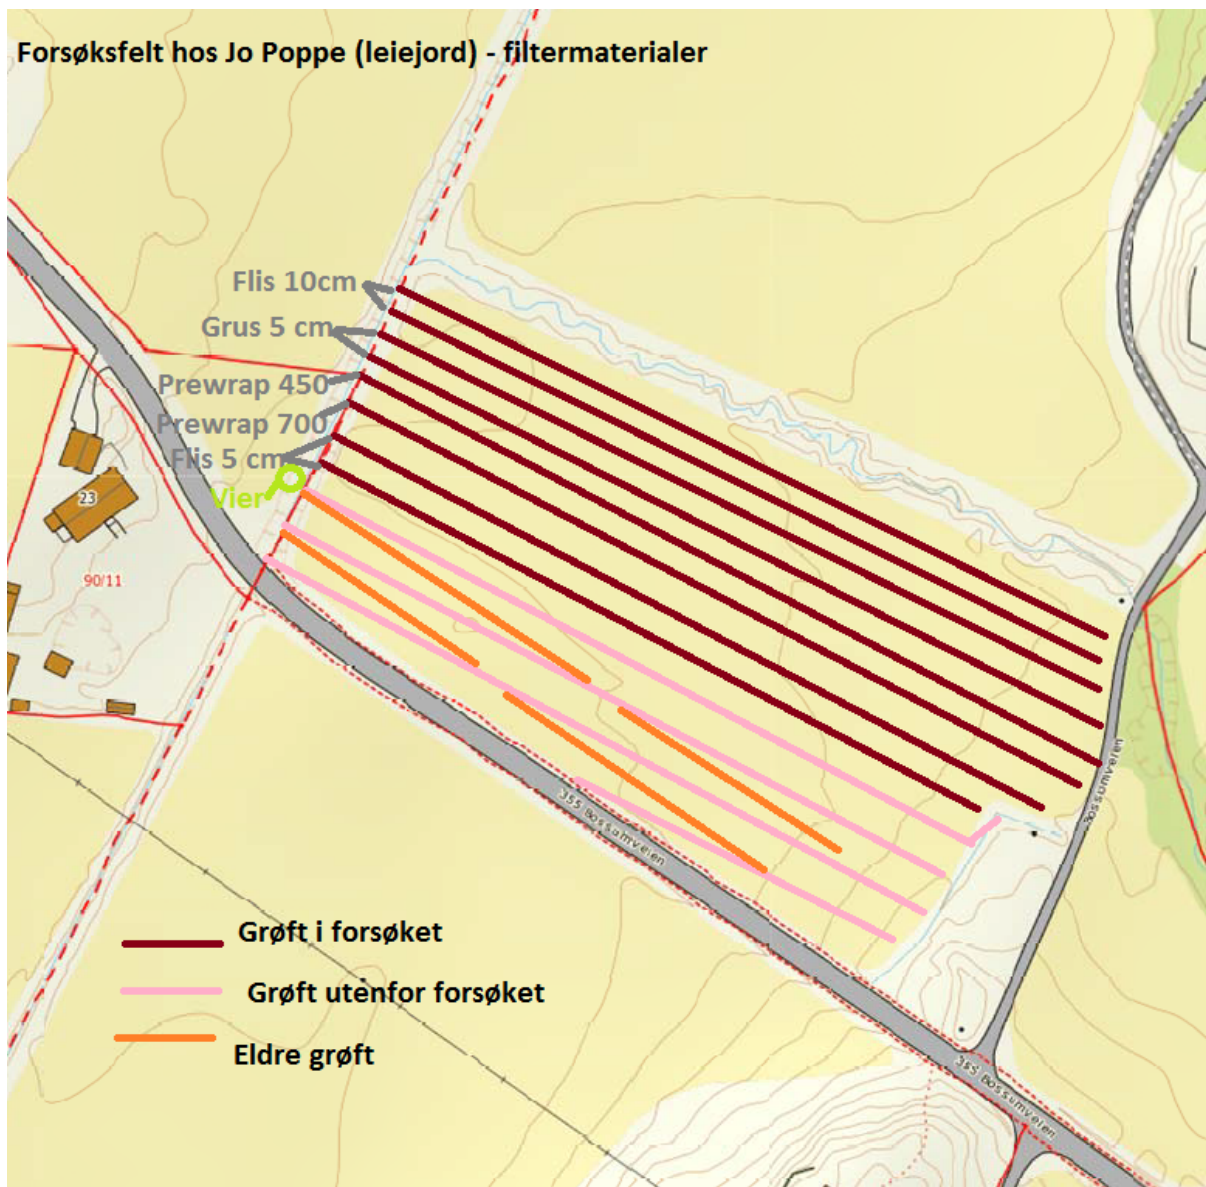 Forsøksfelt hos Jo Poppe (leiejord) - filtermaterialer
Flis 10cm
Grus 5 cm
Prewrap 450
Prewrap 700
Flis 5 cm
Vier
23
90/11
355 Bossumveien
Bossumveien
Grøft i forsøket
Grøft utenfor forsøket
Eldre grøft
355 Bossumveien